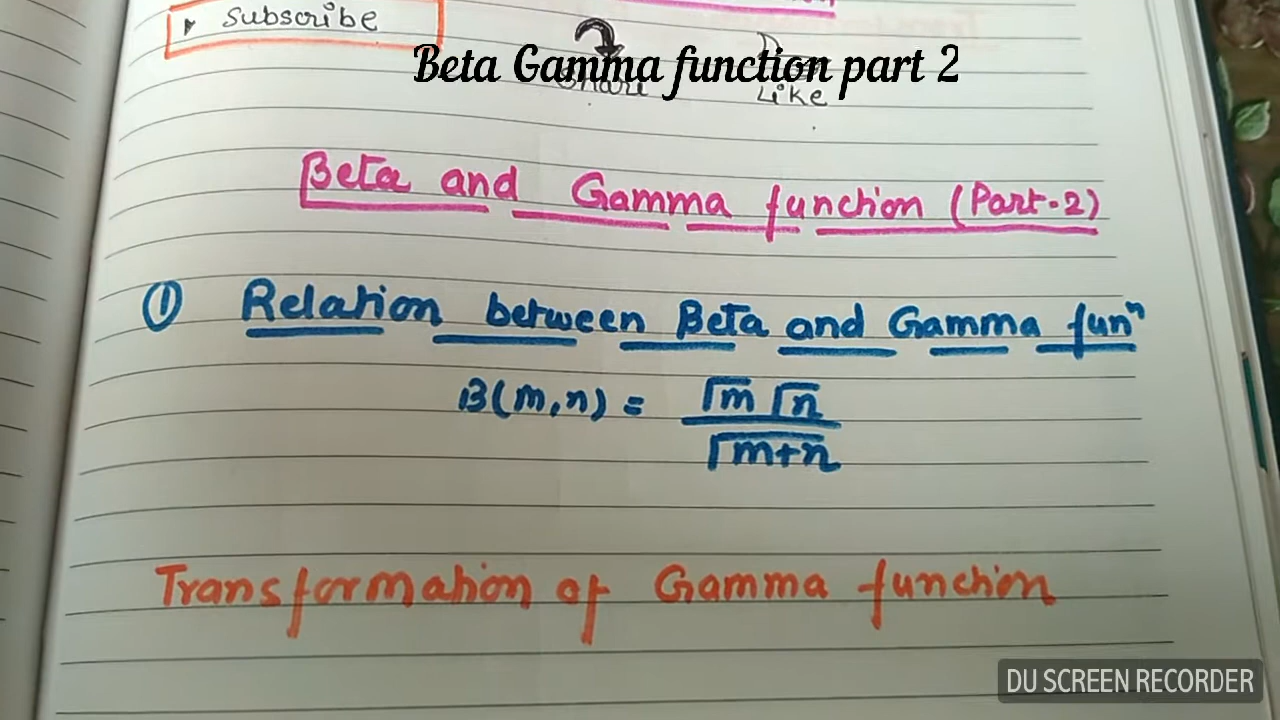 ▶ Subscribe
Beta Gamma function part 2
Share
Like
Beta and Gamma function (Part-2)
① Relation between Beta and Gamma funⁿ
B(m,n) = Γm Γn
Γm+n
Transformation of Gamma function
DU SCREEN RECORDER